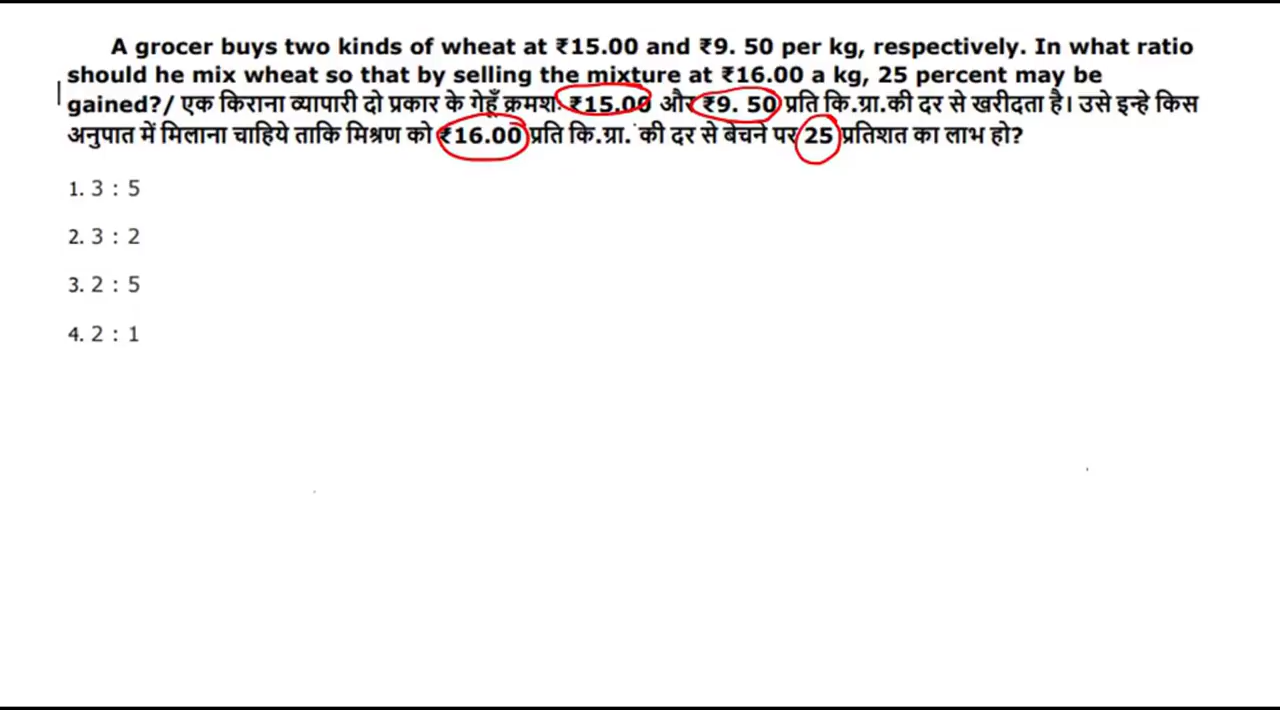 A grocer buys two kinds of wheat at ₹15.00 and ₹9. 50 per kg, respectively. In what ratio
should he mix wheat so that by selling the mixture at ₹16.00 a kg, 25 percent may be
gained?/ एक किराना व्यापारी दो प्रकार के गेहूँ क्रमशः ₹15.00 और ₹9. 50 प्रति कि.ग्रा.की दर से खरीदता है। उसे इन्हे किस
अनुपात में मिलाना चाहिये ताकि मिश्रण को ₹16.00 प्रति कि.ग्रा. की दर से बेचने पर 25 प्रतिशत का लाभ हो?
1. 3 : 5
2. 3 : 2
3. 2 : 5
4. 2 : 1